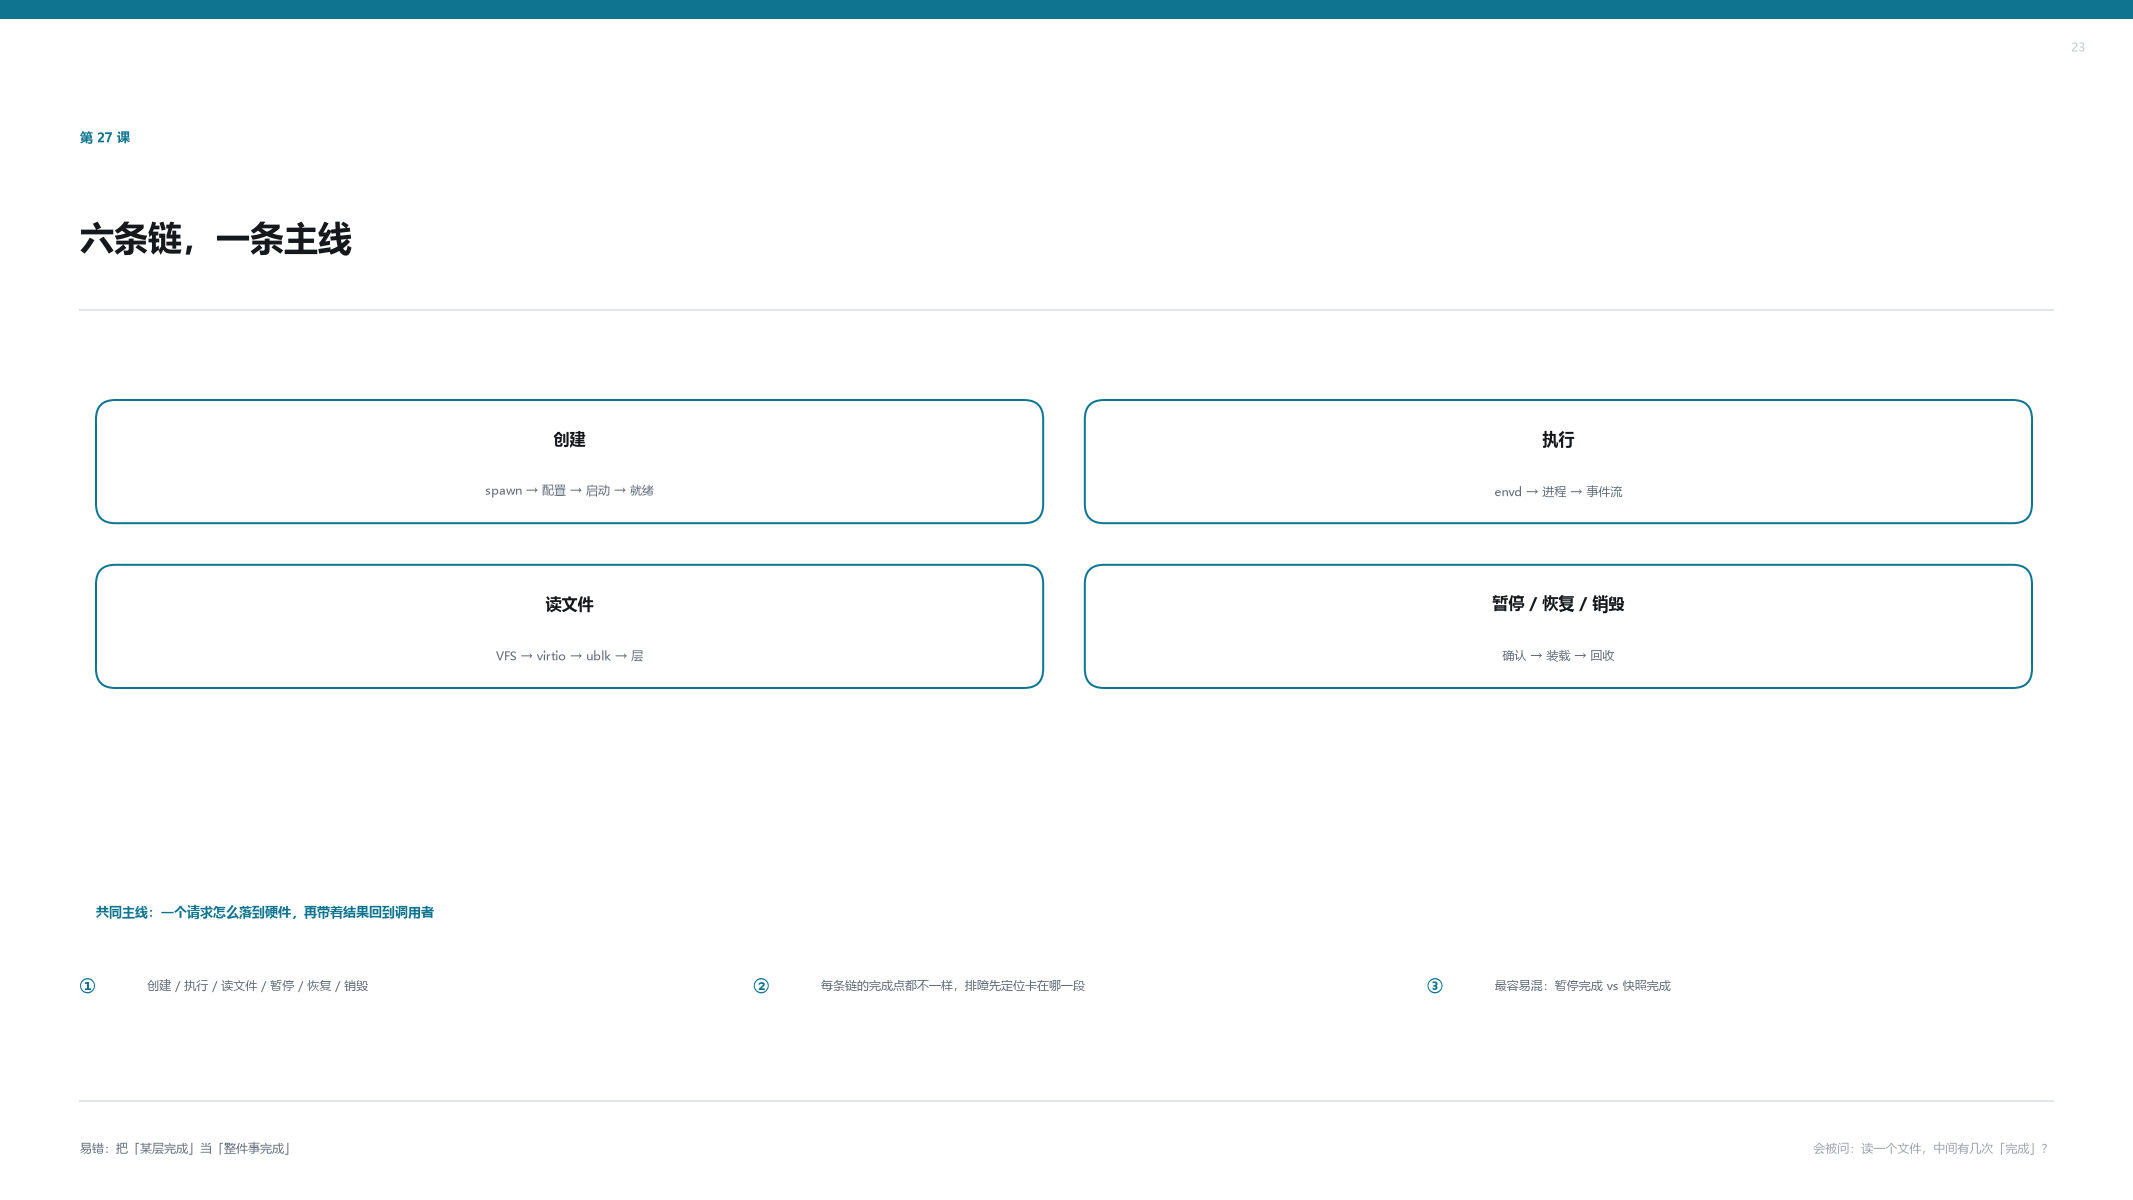 23
第 27 课
六条链，一条主线
创建
spawn → 配置 → 启动 → 就绪
执行
envd → 进程 → 事件流
读文件
VFS → virtio → ublk → 层
暂停 / 恢复 / 销毁
确认 → 装载 → 回收
共同主线：一个请求怎么落到硬件，再带着结果回到调用者
① 创建 / 执行 / 读文件 / 暂停 / 恢复 / 销毁
② 每条链的完成点都不一样，排障先定位卡在哪一段
③ 最容易混：暂停完成 vs 快照完成
易错：把「某层完成」当「整件事完成」
会被问：读一个文件，中间有几次「完成」？